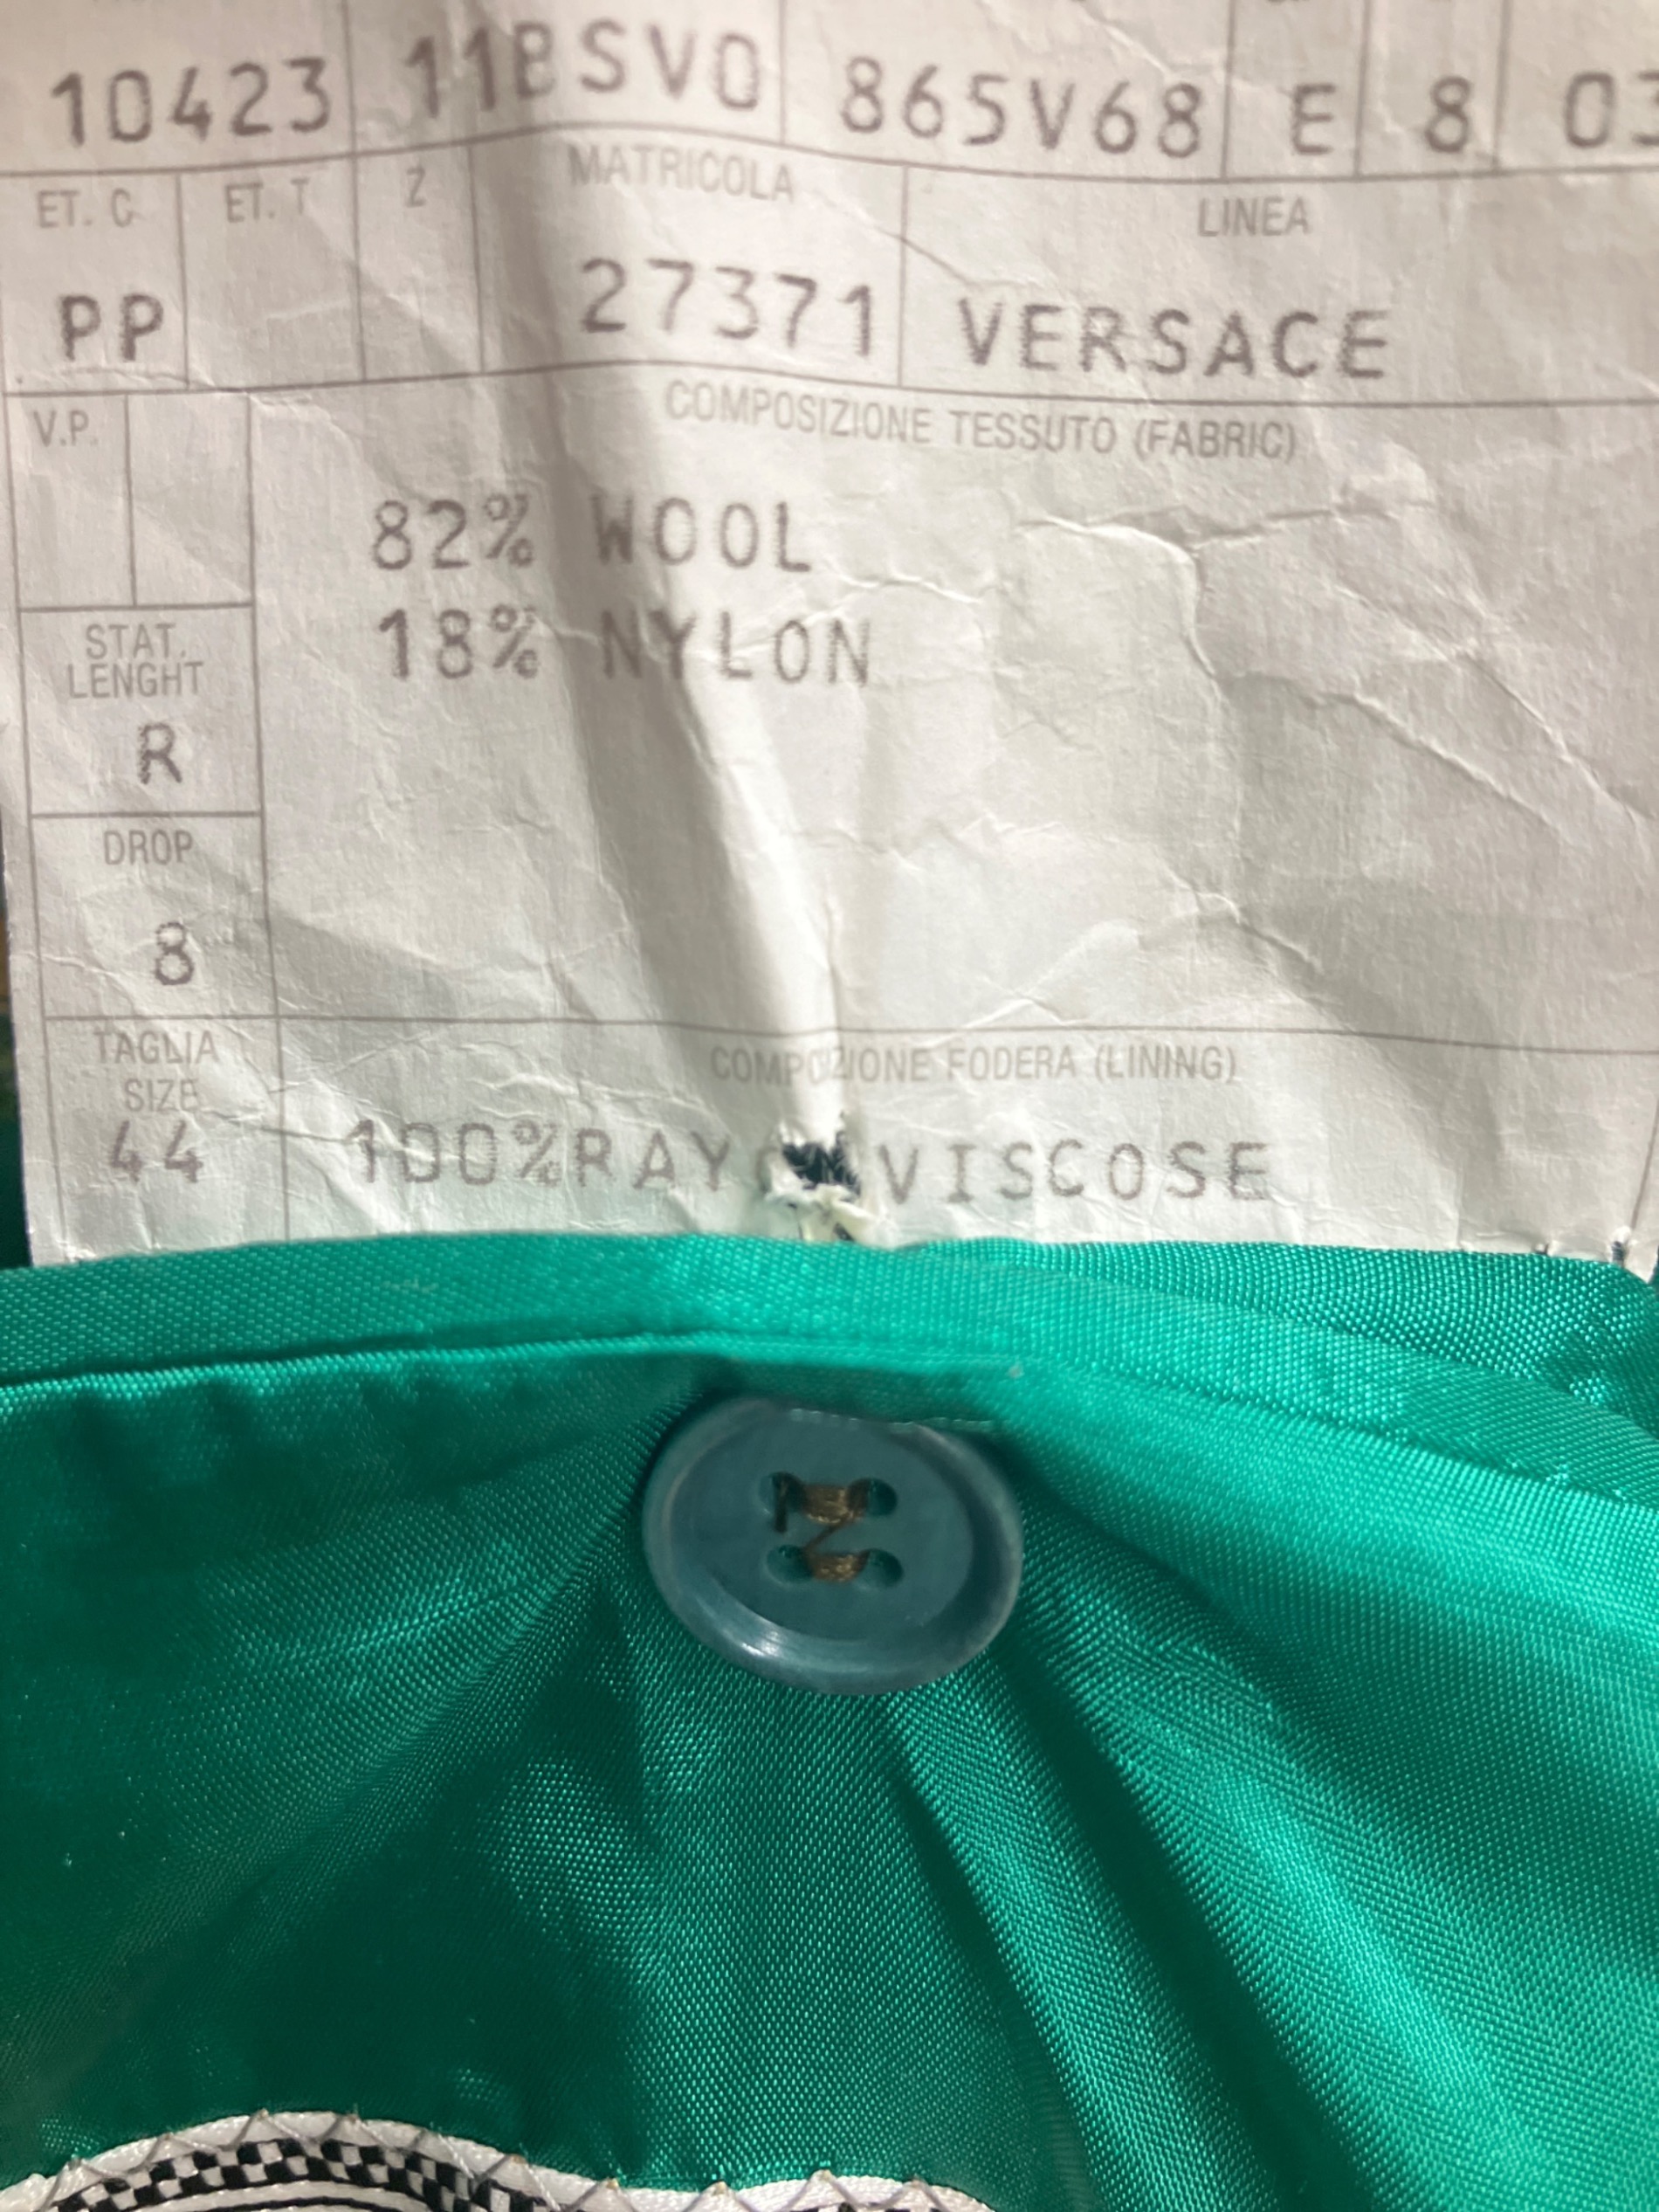 10423 11BSV0 865V68 E 8 03
ET. C ET. T Z MATRICOLA LINEA
PP 27371 VERSACE
V.P. COMPOSIZIONE TESSUTO (FABRIC)
82% WOOL
18% NYLON
STAT.
LENGHT
R
DROP
8
TAGLIA
SIZE
44
COMPOZIONE FODERA (LINING)
100%RAY VISCOSE